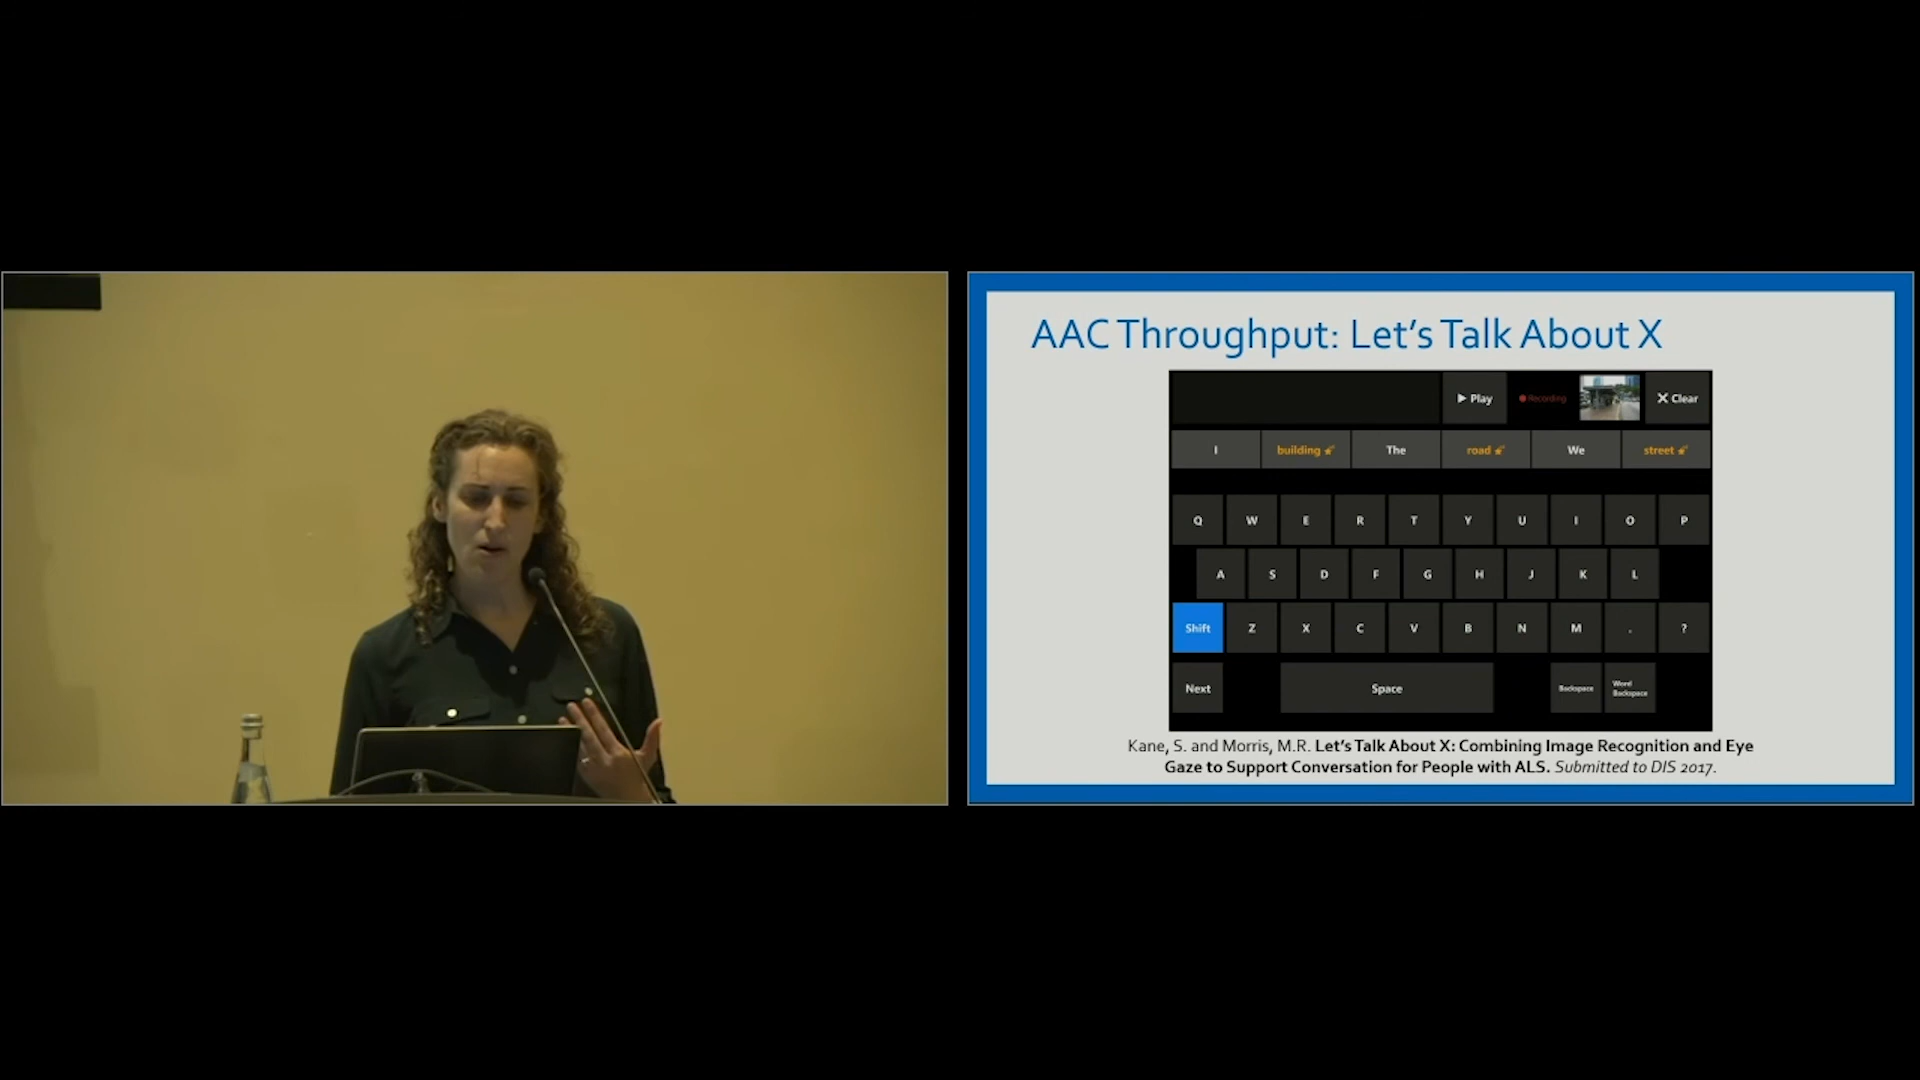 AAC Throughput: Let's Talk About X
Play
Recording
Clear
I building The road We street
Q W E R T Y U I O P
A S D F G H J K L
Shift Z X C V B N M . ?
Next Space Backspace Word Backspace
Kane, S. and Morris, M.R. Let's Talk About X: Combining Image Recognition and Eye
Gaze to Support Conversation for People with ALS. Submitted to DIS 2017.